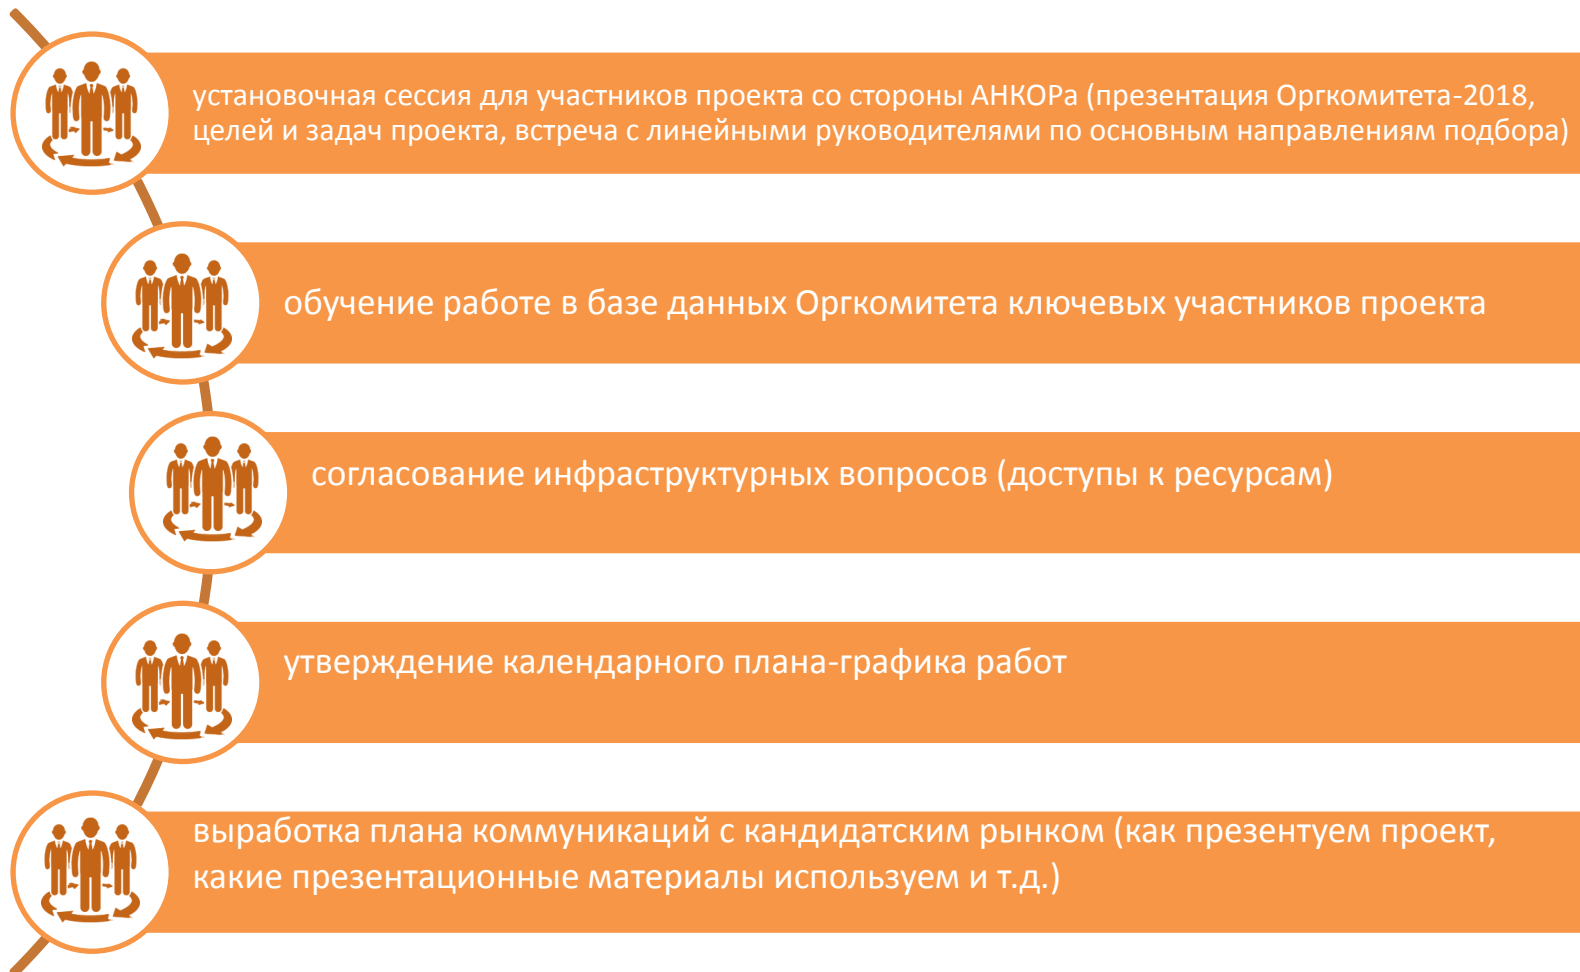 установочная сессия для участников проекта со стороны АНКОРа (презентация Оргкомитета-2018,
целей и задач проекта, встреча с линейными руководителями по основным направлениям подбора)
обучение работе в базе данных Оргкомитета ключевых участников проекта
согласование инфраструктурных вопросов (доступы к ресурсам)
утверждение календарного плана-графика работ
выработка плана коммуникаций с кандидатским рынком (как презентуем проект,
какие презентационные материалы используем и т.д.)